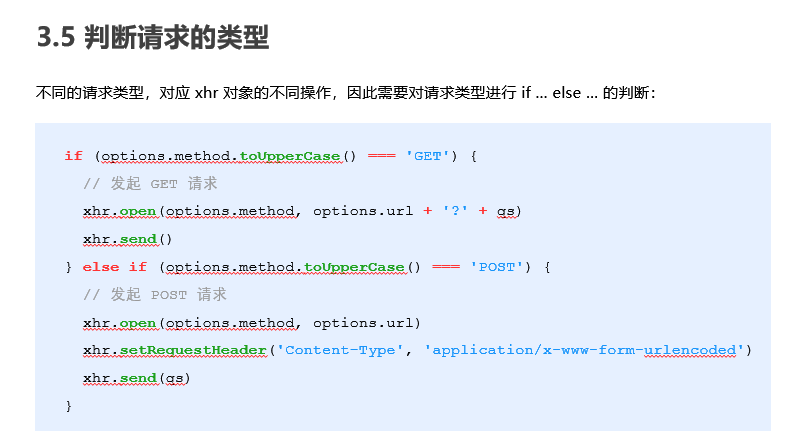 3.5 判断请求的类型
不同的请求类型，对应 xhr 对象的不同操作，因此需要对请求类型进行 if … else … 的判断：
if (options.method.toUpperCase() === 'GET') {
  // 发起 GET 请求
  xhr.open(options.method, options.url + '?' + qs)
  xhr.send()
} else if (options.method.toUpperCase() === 'POST') {
  // 发起 POST 请求
  xhr.open(options.method, options.url)
  xhr.setRequestHeader('Content-Type', 'application/x-www-form-urlencoded')
  xhr.send(qs)
}